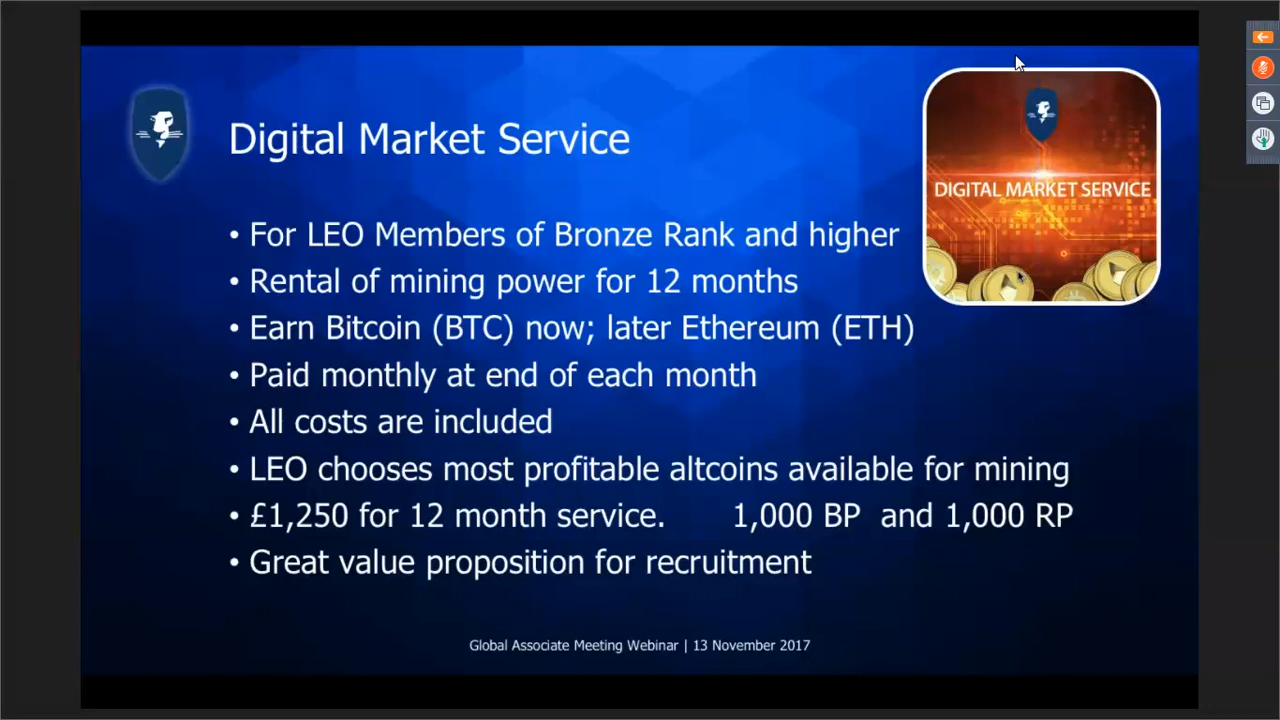 Digital Market Service
DIGITAL MARKET SERVICE
• For LEO Members of Bronze Rank and higher
• Rental of mining power for 12 months
• Earn Bitcoin (BTC) now; later Ethereum (ETH)
• Paid monthly at end of each month
• All costs are included
• LEO chooses most profitable altcoins available for mining
• £1,250 for 12 month service. 1,000 BP and 1,000 RP
• Great value proposition for recruitment
Global Associate Meeting Webinar | 13 November 2017